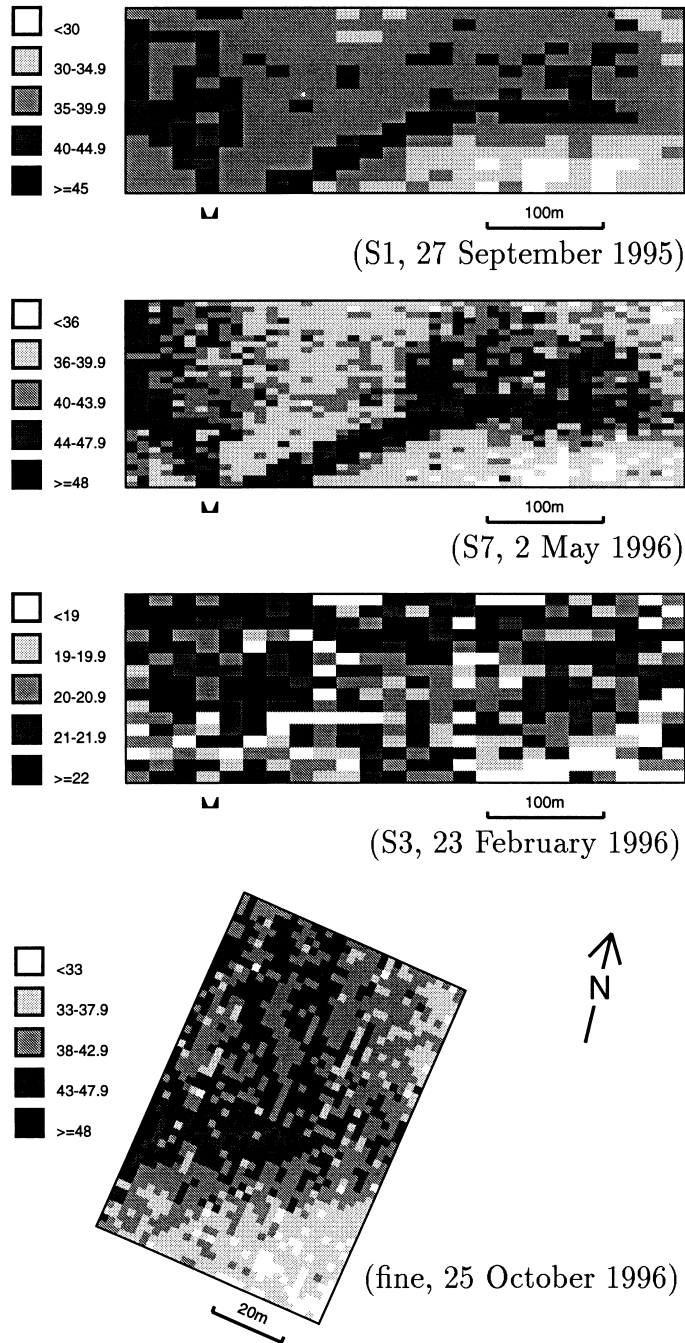 <30
30-34.9
35-39.9
40-44.9
>=45
100m
(S1, 27 September 1995)
<36
36-39.9
40-43.9
44-47.9
>=48
100m
(S7, 2 May 1996)
<19
19-19.9
20-20.9
21-21.9
>=22
100m
(S3, 23 February 1996)
<33
33-37.9
38-42.9
43-47.9
>=48
N
(fine, 25 October 1996)
20m